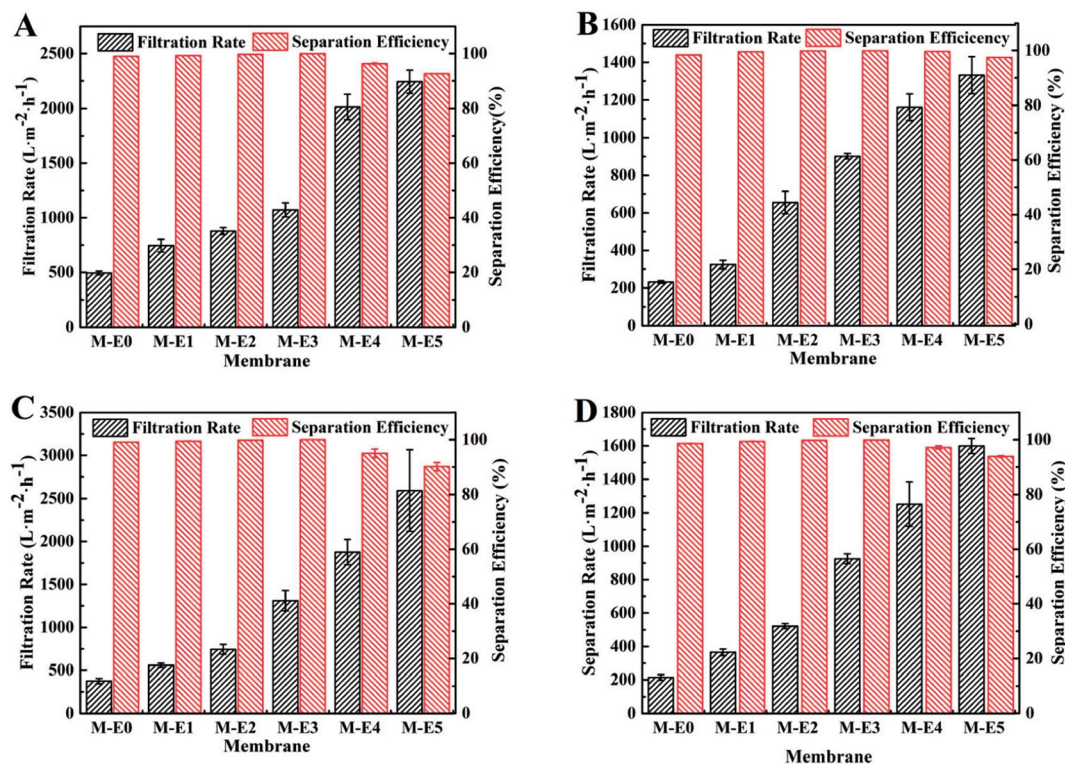 A
Filtration Rate Separation Efficiency
Filtration Rate (L·m⁻²·h⁻¹)
2500
2000
1500
1000
500
0
100
80
60
40
20
0
Separation Efficiency(%)
M-E0 M-E1 M-E2 M-E3 M-E4 M-E5
Membrane
B
Filtration Rate Separation Efficicency
Filtration Rate (L·m⁻²·h⁻¹)
1600
1400
1200
1000
800
600
400
200
0
100
80
60
40
20
0
Separation Efficiency (%)
M-E0 M-E1 M-E2 M-E3 M-E4 M-E5
Membrane
C
Filtration Rate Separation Efficiency
Filtration Rate (L·m⁻²·h⁻¹)
3500
3000
2500
2000
1500
1000
500
0
100
80
60
40
20
0
Separation Efficiency (%)
M-E0 M-E1 M-E2 M-E3 M-E4 M-E5
Membrane
D
Filtration Rate Separation Efficiency
Separation Rate (L·m⁻²·h⁻¹)
1800
1600
1400
1200
1000
800
600
400
200
0
100
80
60
40
20
0
Separation Efficiency (%)
M-E0 M-E1 M-E2 M-E3 M-E4 M-E5
Membrane